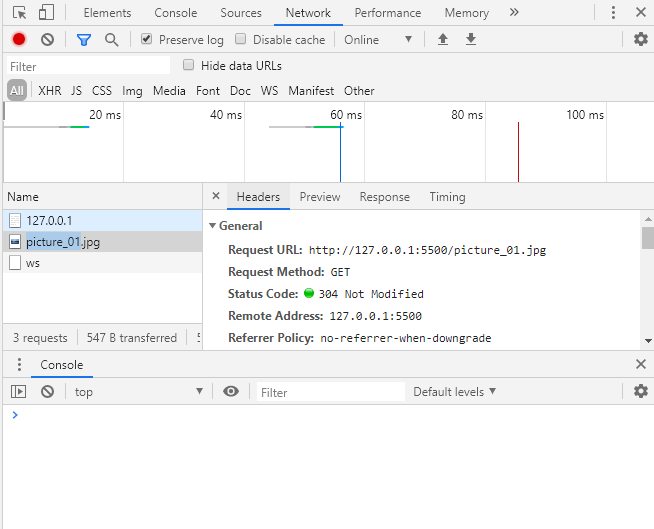 Elements Console Sources Network Performance Memory »
Preserve log Disable cache Online
Filter Hide data URLs
All XHR JS CSS Img Media Font Doc WS Manifest Other
20 ms 40 ms 60 ms 80 ms 100 ms
Name
127.0.0.1
picture_01.jpg
ws
3 requests 547 B transferred
× Headers Preview Response Timing
General
Request URL: http://127.0.0.1:5500/picture_01.jpg
Request Method: GET
Status Code: 304 Not Modified
Remote Address: 127.0.0.1:5500
Referrer Policy: no-referrer-when-downgrade
Console
top Filter Default levels